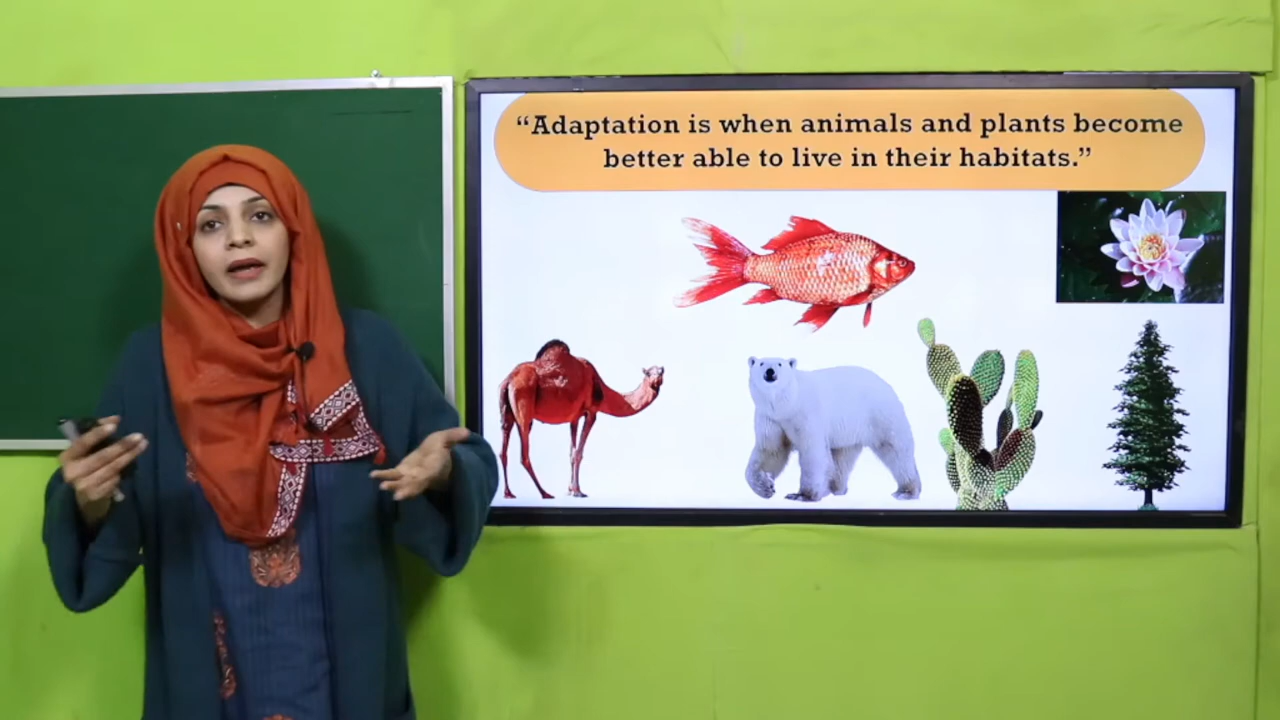 “Adaptation is when animals and plants become
better able to live in their habitats.”